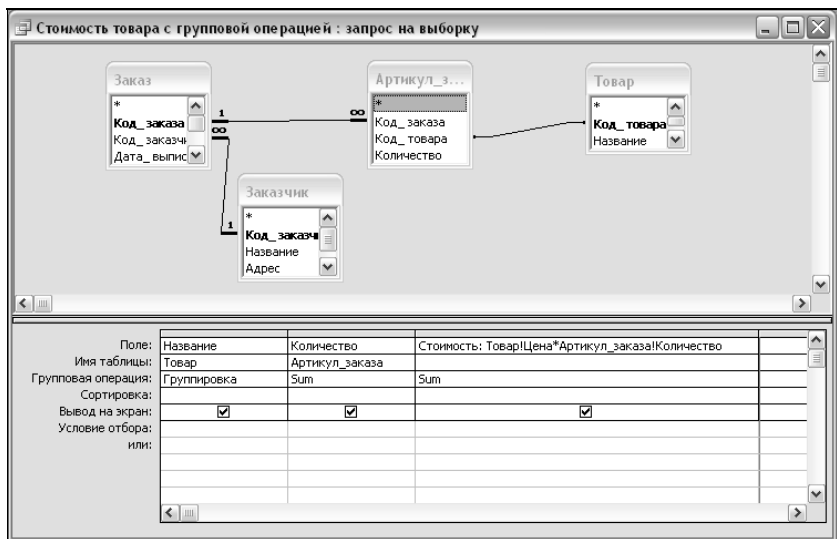 Стоимость товара с групповой операцией : запрос на выборку
Заказ
*
Код_заказа
Код_заказчи
Дата_выпис
1
∞
∞
Артикул_з...
*
Код_заказа
Код_товара
Количество
Товар
*
Код_товара
Название
Заказчик
*
Код_заказчи
Название
Адрес
1
Поле: Название Количество Стоимость: Товар!Цена*Артикул_заказа!Количество
Имя таблицы: Товар Артикул_заказа
Групповая операция: Группировка Sum Sum
Сортировка:
Вывод на экран:
Условие отбора:
или: